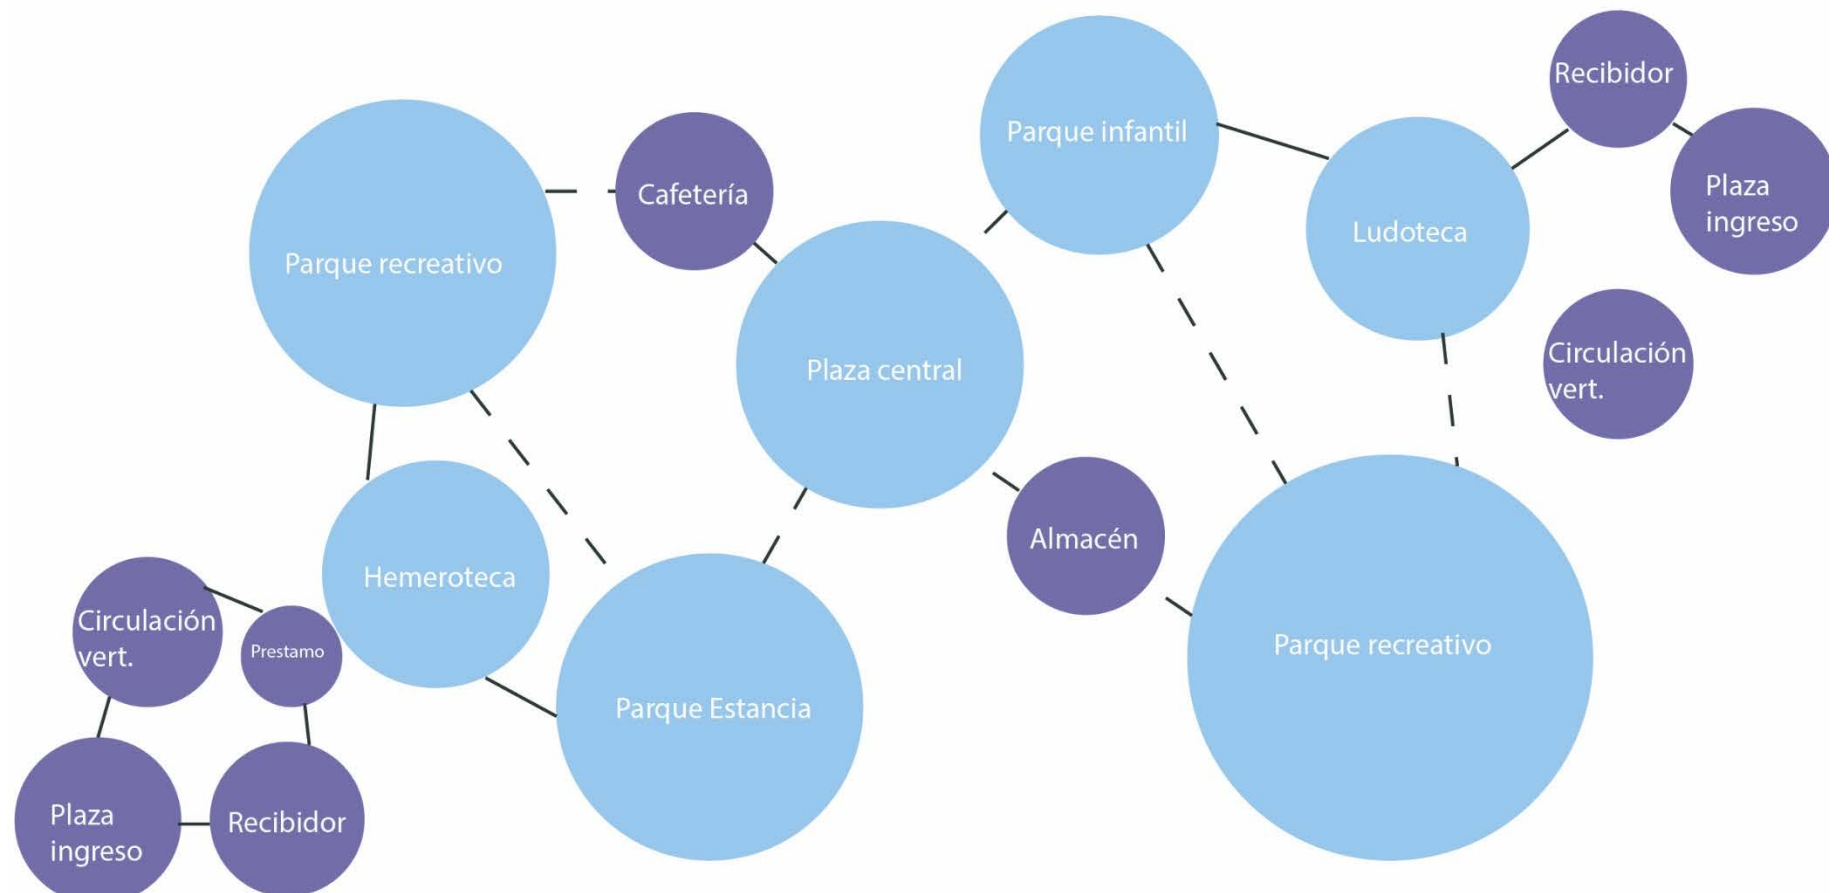 Recibidor
Parque infantil
Plaza
ingreso
Cafetería
Ludoteca
Parque recreativo
Circulación
vert.
Plaza central
Almacén
Hemeroteca
Circulación
vert.
Prestamo
Parque recreativo
Parque Estancia
Plaza
ingreso
Recibidor